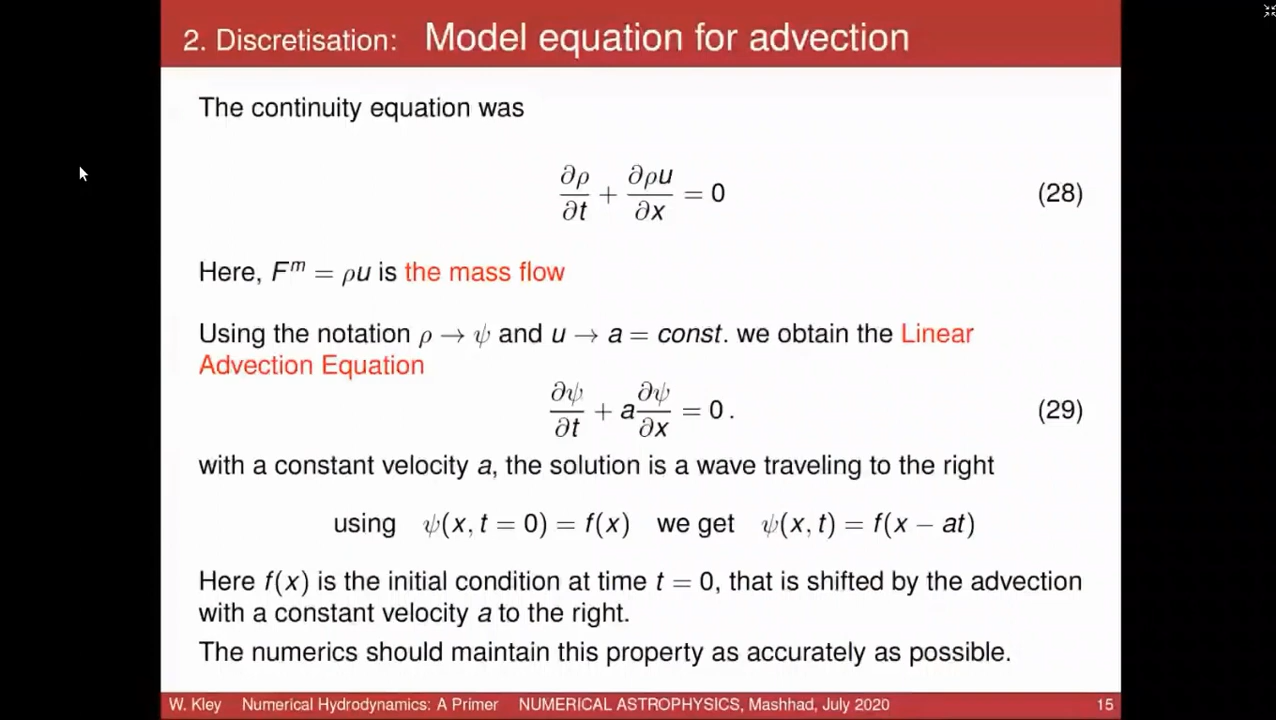 2. Discretisation: Model equation for advection
The continuity equation was
∂ρ/∂t + ∂ρu/∂x = 0 (28)
Here, F^m = ρu is the mass flow
Using the notation ρ → ψ and u → a = const. we obtain the Linear
Advection Equation
∂ψ/∂t + a ∂ψ/∂x = 0 . (29)
with a constant velocity a, the solution is a wave traveling to the right
using ψ(x, t = 0) = f(x) we get ψ(x, t) = f(x − at)
Here f(x) is the initial condition at time t = 0, that is shifted by the advection
with a constant velocity a to the right.
The numerics should maintain this property as accurately as possible.
W. Kley Numerical Hydrodynamics: A Primer NUMERICAL ASTROPHYSICS, Mashhad, July 2020 15